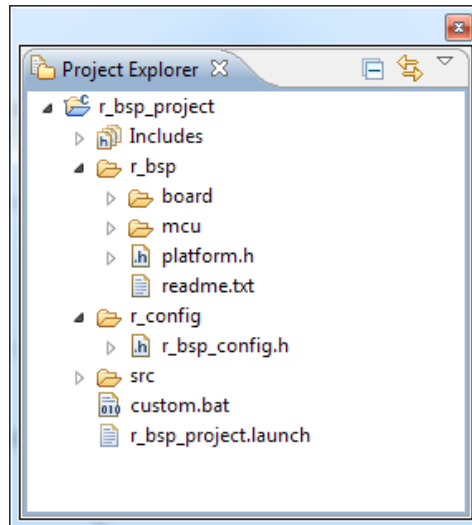 Project Explorer
r_bsp_project
Includes
r_bsp
board
mcu
platform.h
readme.txt
r_config
r_bsp_config.h
src
custom.bat
r_bsp_project.launch